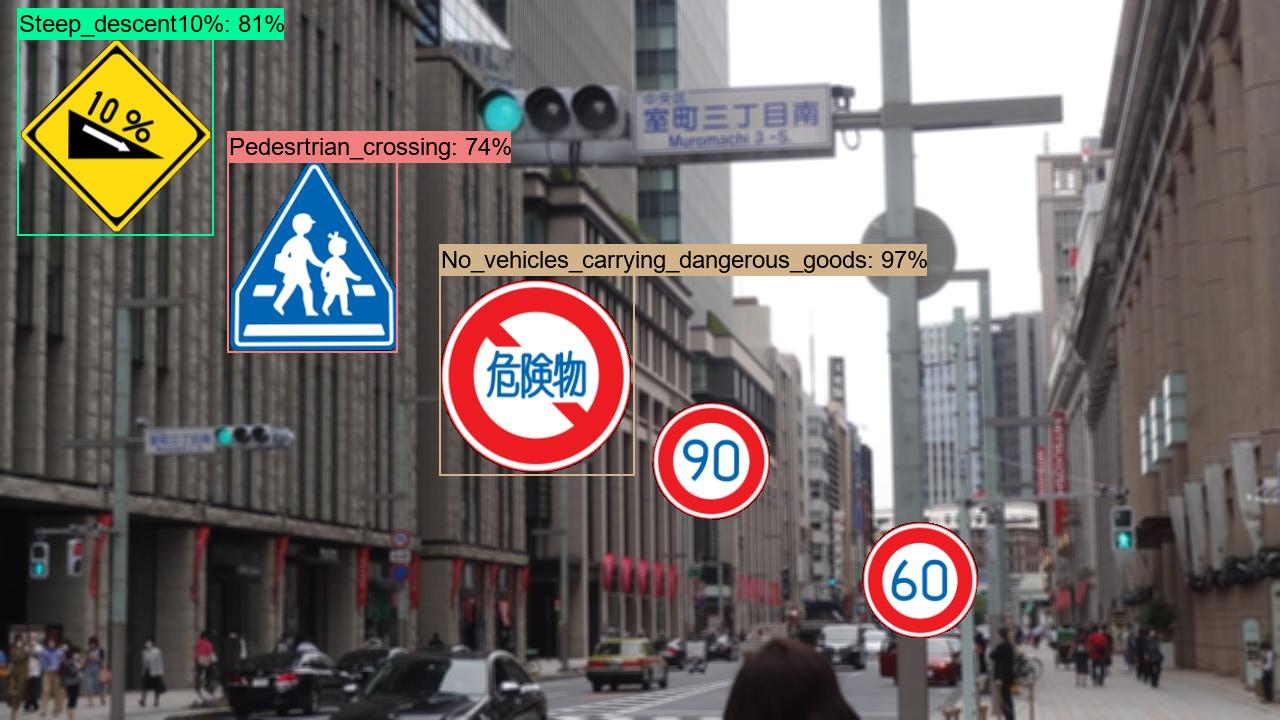 Steep_descent10%: 81%
10%
Pedesrtrian_crossing: 74%
中央区
室町三丁目南
Muromachi 3 -S.
No_vehicles_carrying_dangerous_goods: 97%
危険物
90
60